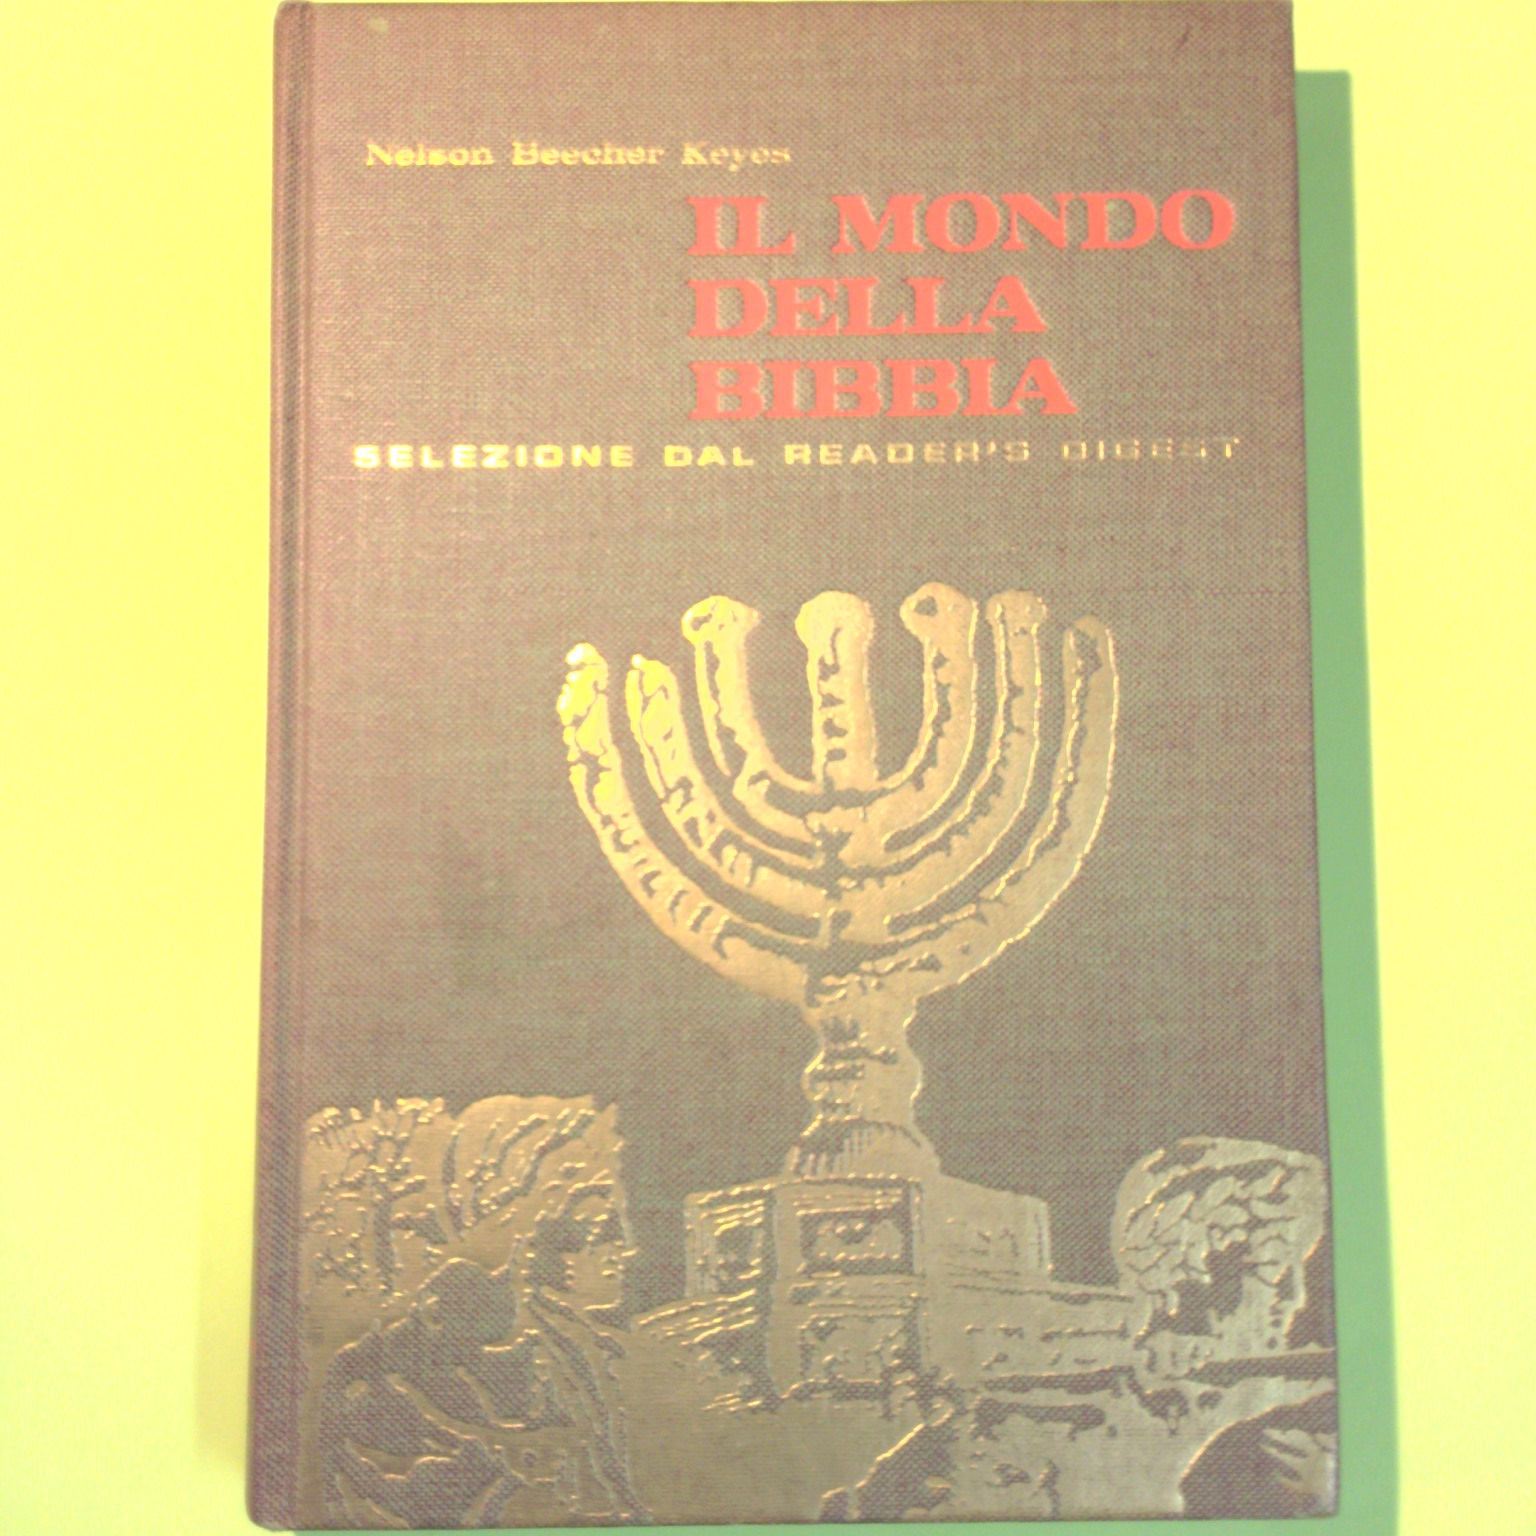 Nelson Beecher Keyes
IL MONDO
DELLA
BIBBIA
SELEZIONE DAL READER'S DIGEST